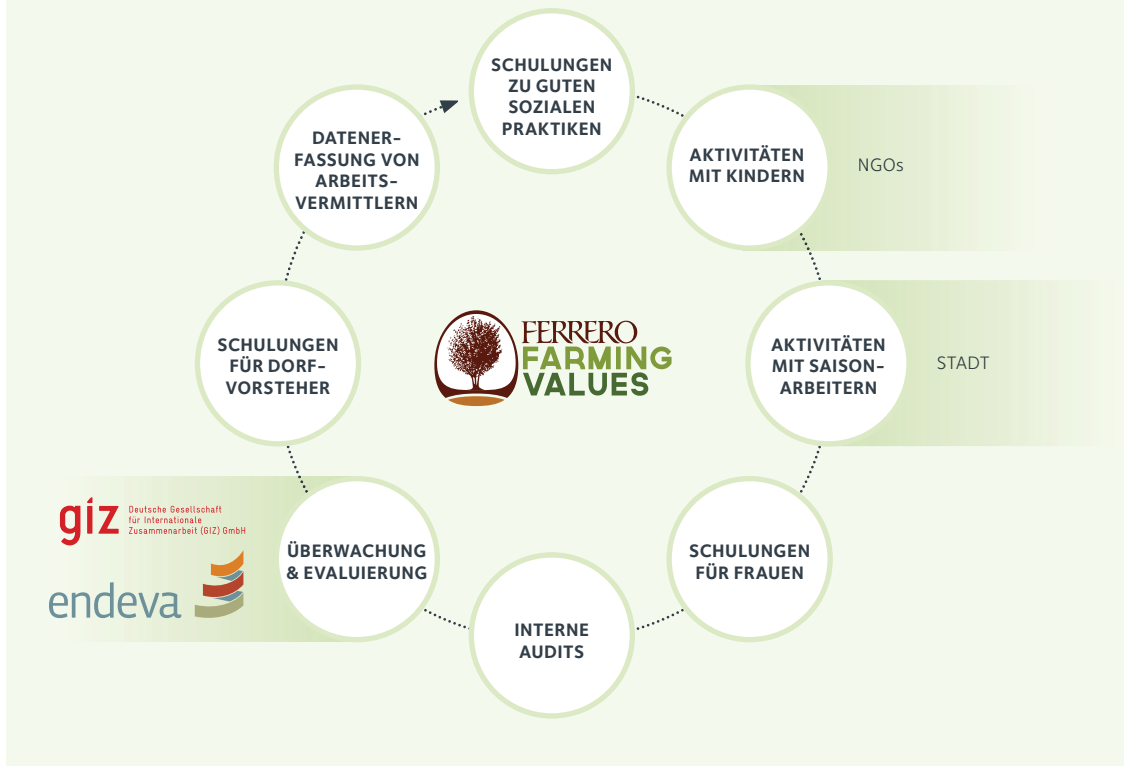 SCHULUNGEN
ZU GUTEN
SOZIALEN
PRAKTIKEN
AKTIVITÄTEN
MIT KINDERN
NGOs
AKTIVITÄTEN
MIT SAISON-
ARBEITERN
STADT
SCHULUNGEN
FÜR FRAUEN
INTERNE
AUDITS
ÜBERWACHUNG
& EVALUIERUNG
giz
Deutsche Gesellschaft
für Internationale
Zusammenarbeit (GIZ) GmbH
endeva
SCHULUNGEN
FÜR DORF-
VORSTEHER
DATENER-
FASSUNG VON
ARBEITS-
VERMITTLERN
FERRERO
FARMING
VALUES